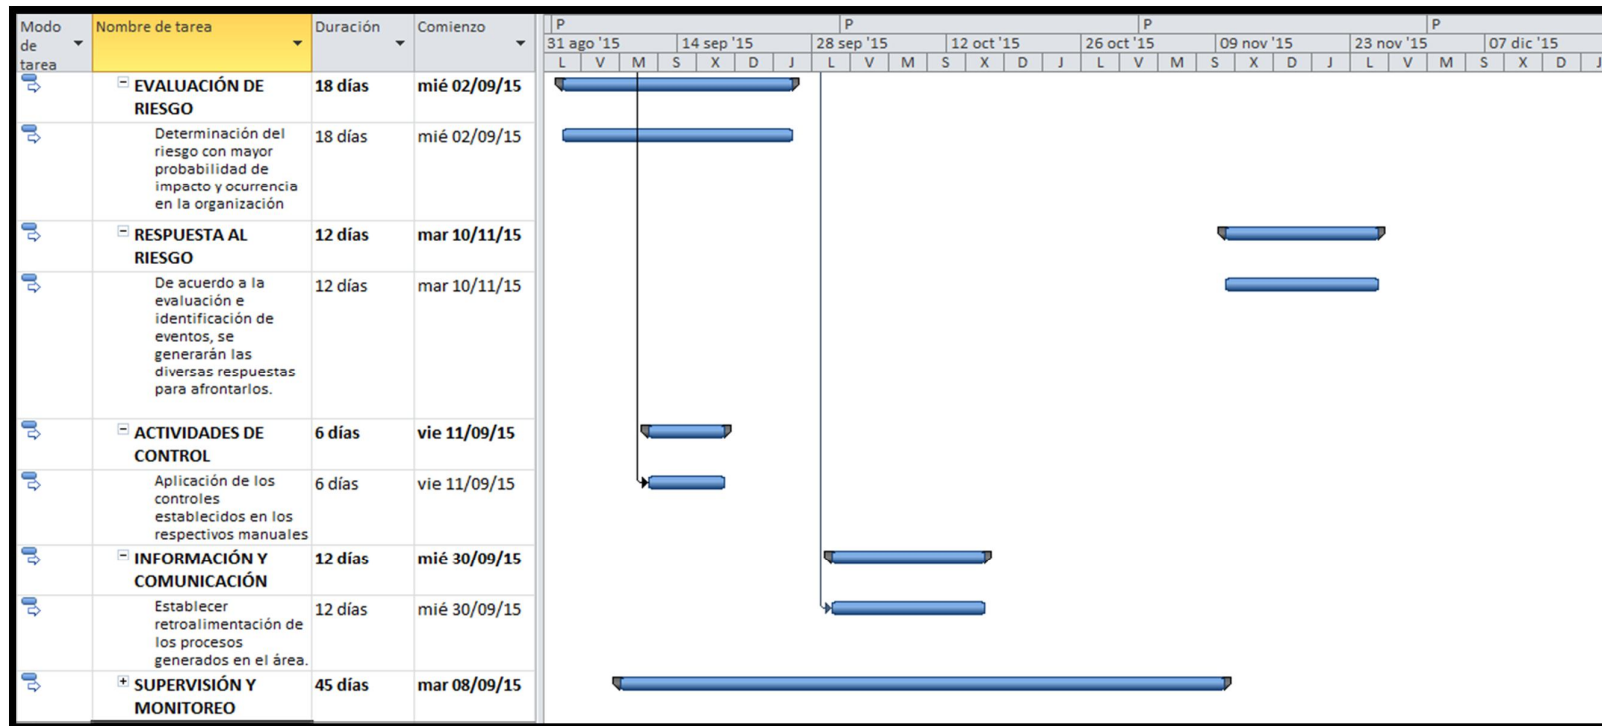 Modo de tarea
Nombre de tarea
Duración
Comienzo
P P P P
31 ago '15 14 sep '15 28 sep '15 12 oct '15 26 oct '15 09 nov '15 23 nov '15 07 dic '15
L V M S X D J L V M S X D J L V M S X D J L V M S X D J
EVALUACIÓN DE
RIESGO
18 días
mié 02/09/15
Determinación del
riesgo con mayor
probabilidad de
impacto y ocurrencia
en la organización
18 días
mié 02/09/15
RESPUESTA AL
RIESGO
12 días
mar 10/11/15
De acuerdo a la
evaluación e
identificación de
eventos, se
generarán las
diversas respuestas
para afrontarlos.
12 días
mar 10/11/15
ACTIVIDADES DE
CONTROL
6 días
vie 11/09/15
Aplicación de los
controles
establecidos en los
respectivos manuales
6 días
vie 11/09/15
INFORMACIÓN Y
COMUNICACIÓN
12 días
mié 30/09/15
Establecer
retroalimentación de
los procesos
generados en el área.
12 días
mié 30/09/15
SUPERVISIÓN Y
MONITOREO
45 días
mar 08/09/15